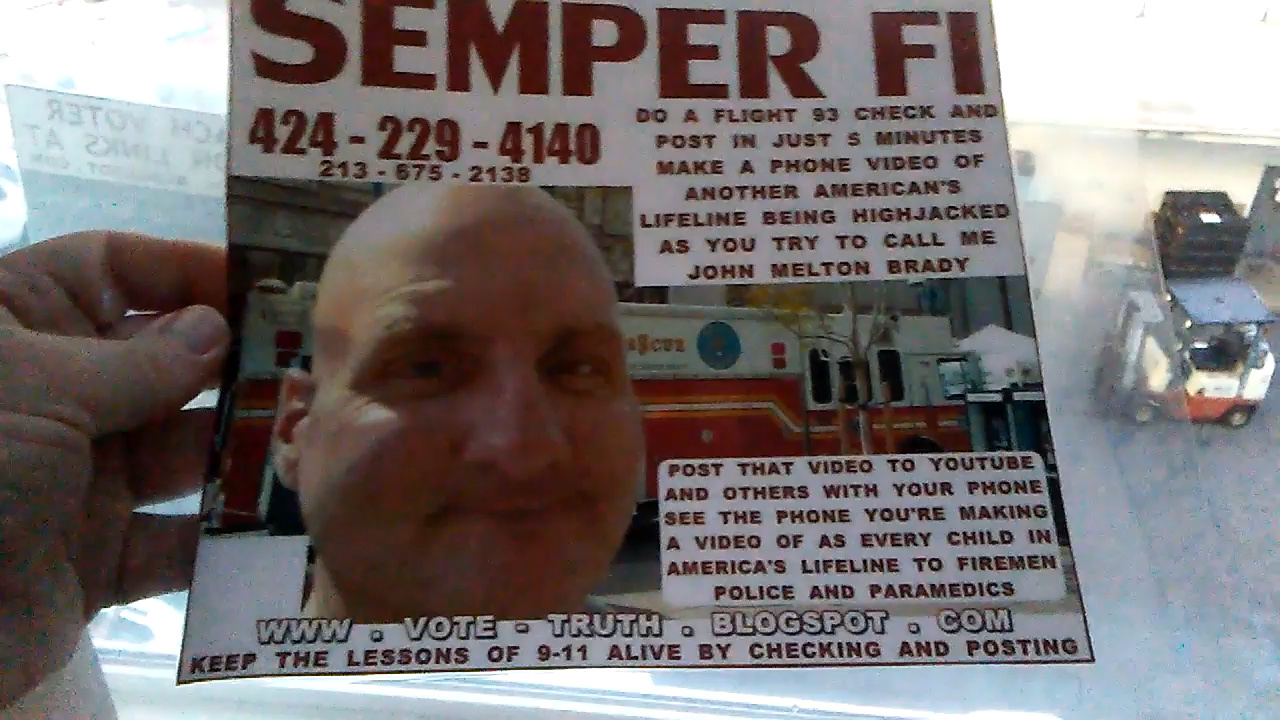 SEMPER FI
424 - 229 - 4140
213 - 675 - 2138
DO A FLIGHT 93 CHECK AND
POST IN JUST 5 MINUTES
MAKE A PHONE VIDEO OF
ANOTHER AMERICAN'S
LIFELINE BEING HIGHJACKED
AS YOU TRY TO CALL ME
JOHN MELTON BRADY
POST THAT VIDEO TO YOUTUBE
AND OTHERS WITH YOUR PHONE
SEE THE PHONE YOU'RE MAKING
A VIDEO OF AS EVERY CHILD IN
AMERICA'S LIFELINE TO FIREMEN
POLICE AND PARAMEDICS
WWW . VOTE - TRUTH . BLOGSPOT . COM
KEEP THE LESSONS OF 9-11 ALIVE BY CHECKING AND POSTING
VOTER
LINKS AT